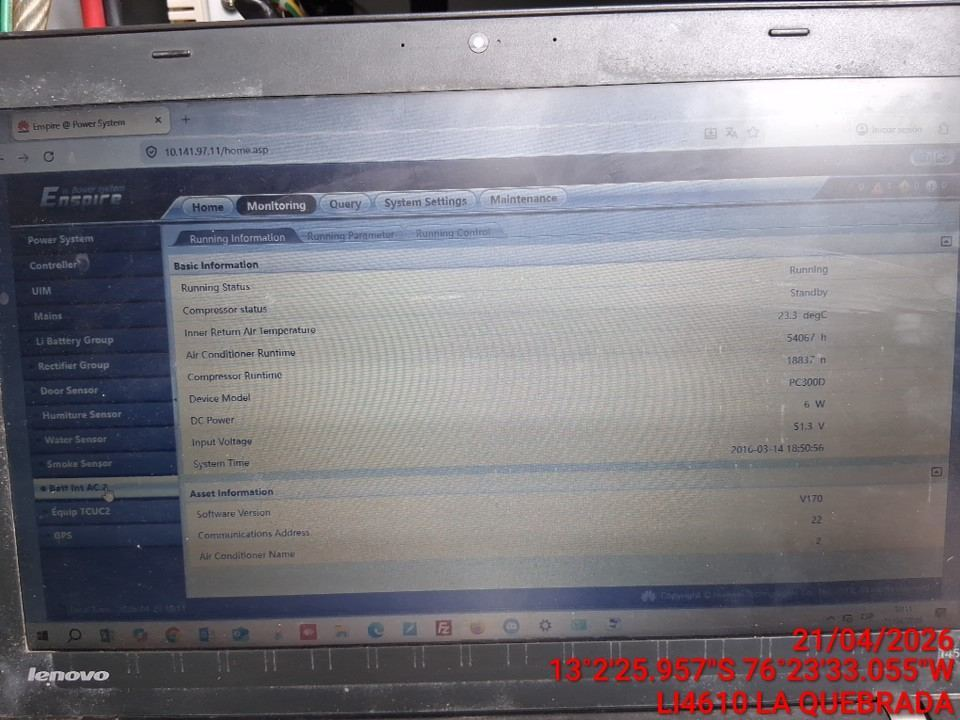 Enspire @ Power System
10.141.97.11/home.asp
Iniciar sesión
Enspire
Home
Monitoring
Query
System Settings
Maintenance
Power System
Controller
UIM
Mains
Li Battery Group
Rectifier Group
Door Sensor
Humiture Sensor
Water Sensor
Smoke Sensor
Batt Int AC 2
Equip TCUC2
GPS
Running Information
Running Parameter
Running Control
Basic Information
Running Status Running
Compressor status Standby
Inner Return Air Temperature 23.3 degC
Air Conditioner Runtime 54067 h
Compressor Runtime 18837 h
Device Model PC300D
DC Power 6 W
Input Voltage 51.3 V
System Time 2016-03-14 18:50:56
Asset Information
Software Version V170
Communications Address 22
Air Conditioner Name 2
lenovo
21/04/2026
13°2'25.957"S 76°23'33.055"W
LI4610 LA QUEBRADA